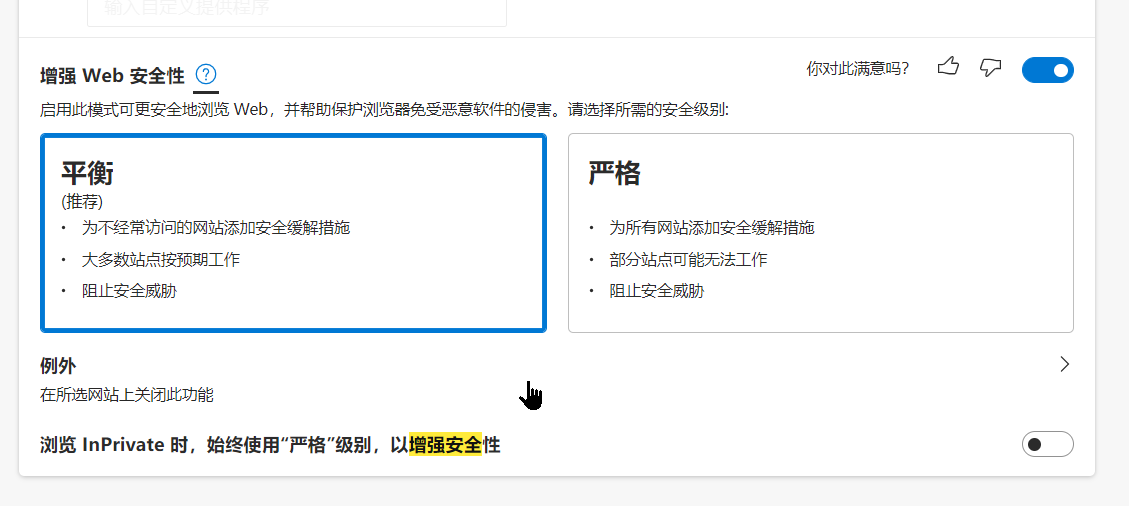 输入自定义提供程序
增强 Web 安全性
你对此满意吗?
启用此模式可更安全地浏览 Web，并帮助保护浏览器免受恶意软件的侵害。请选择所需的安全级别:
平衡
(推荐)
• 为不经常访问的网站添加安全缓解措施
• 大多数站点按预期工作
• 阻止安全威胁
严格
• 为所有网站添加安全缓解措施
• 部分站点可能无法工作
• 阻止安全威胁
例外
在所选网站上关闭此功能
浏览 InPrivate 时，始终使用“严格”级别，以增强安全性